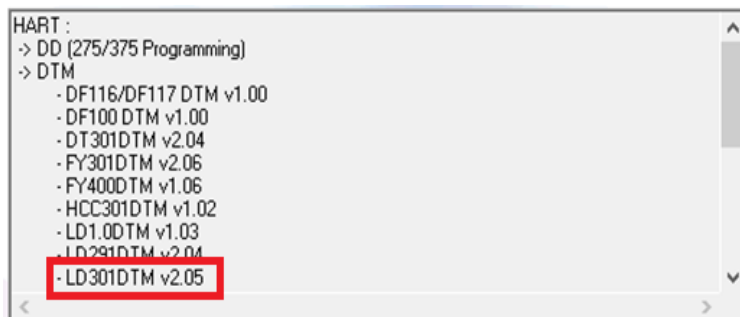 HART :
-> DD (275/375 Programming)
-> DTM
- DF116/DF117 DTM v1.00
- DF100 DTM v1.00
- DT301DTM v2.04
- FY301DTM v2.06
- FY400DTM v1.06
- HCC301DTM v1.02
- LD1.0DTM v1.03
- LD291DTM v2.04
- LD301DTM v2.05